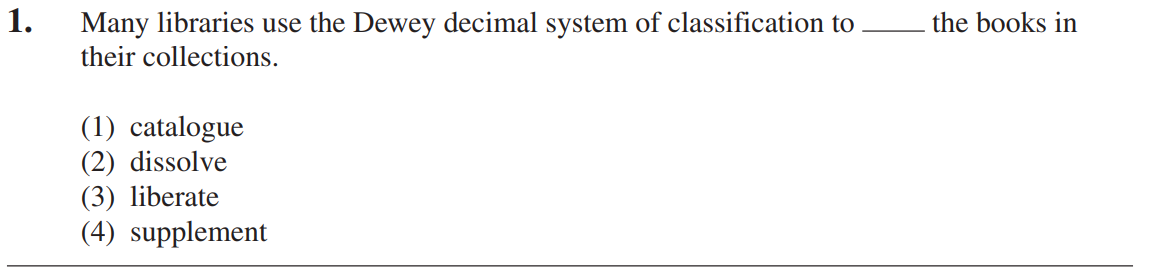 1. Many libraries use the Dewey decimal system of classification to _____ the books in
their collections.
(1) catalogue
(2) dissolve
(3) liberate
(4) supplement